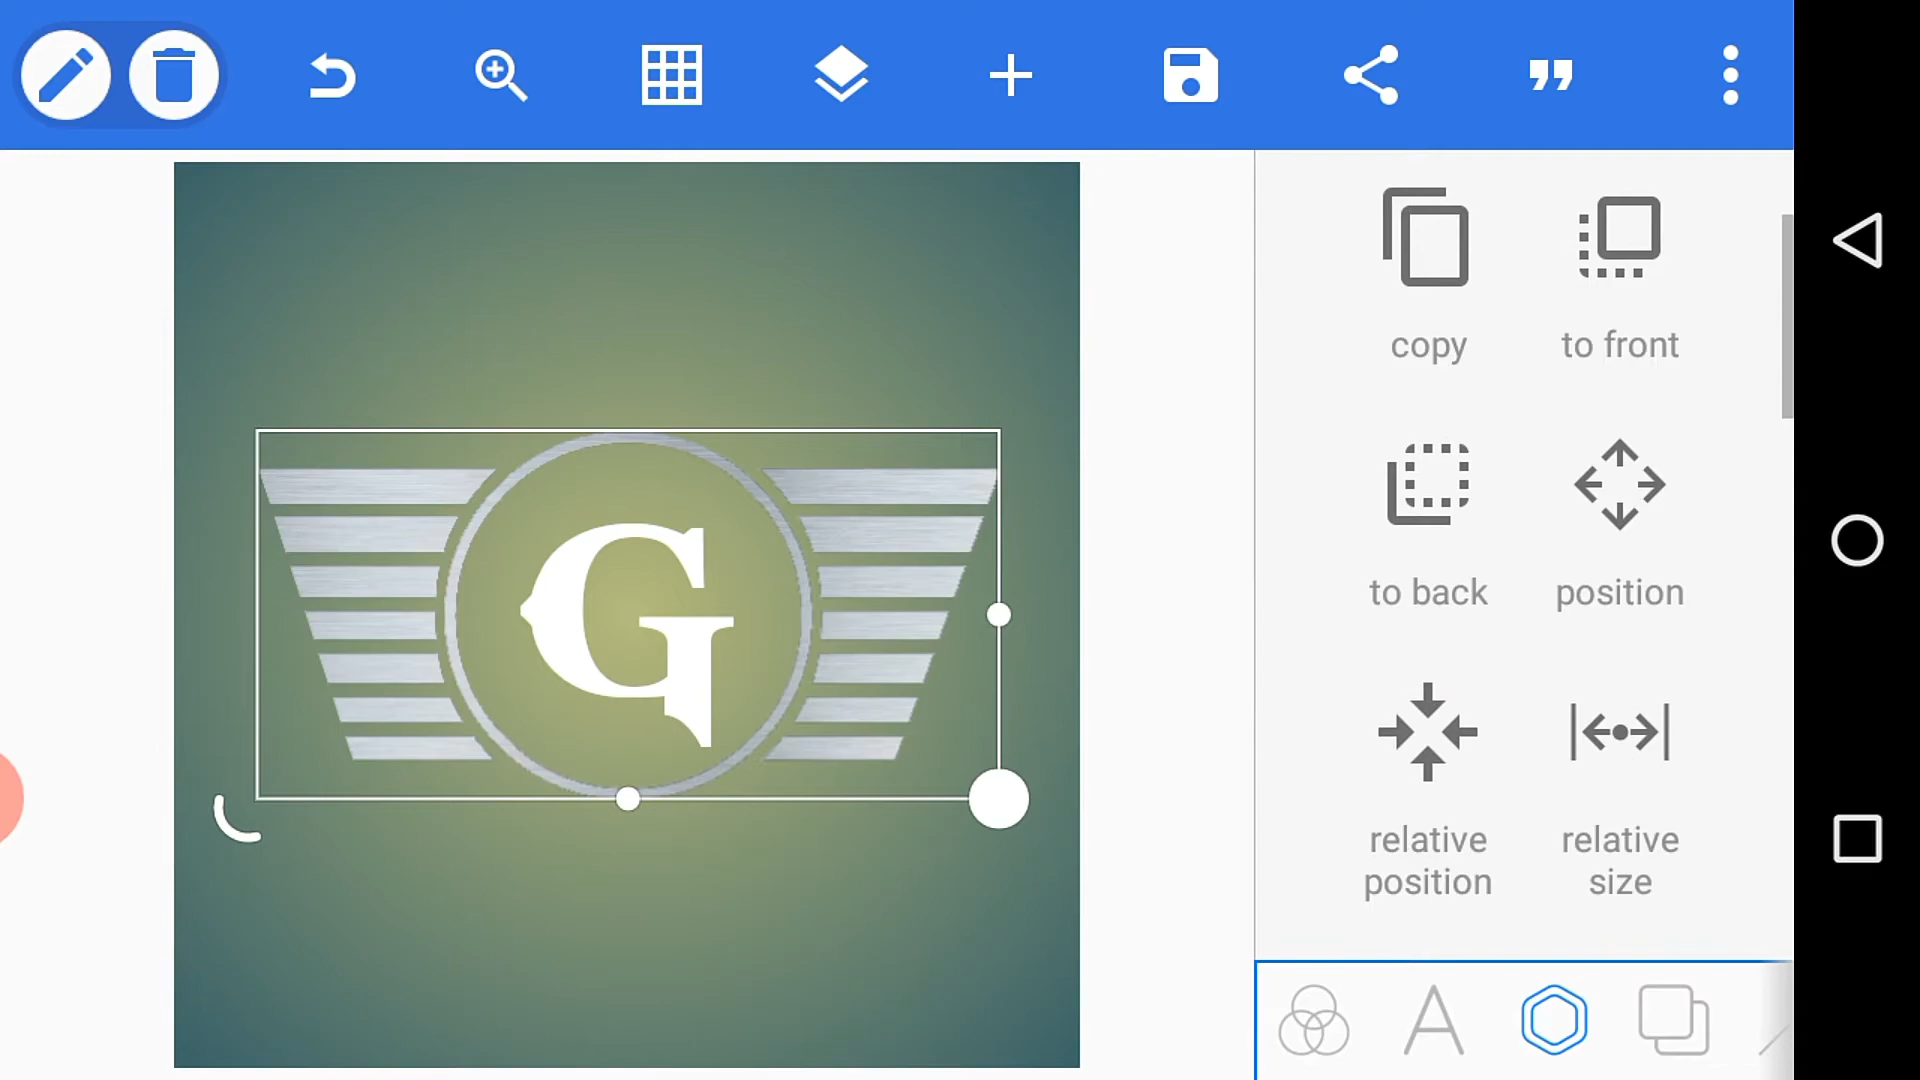 copy
to front
G
to back
position
relative
position
relative
size